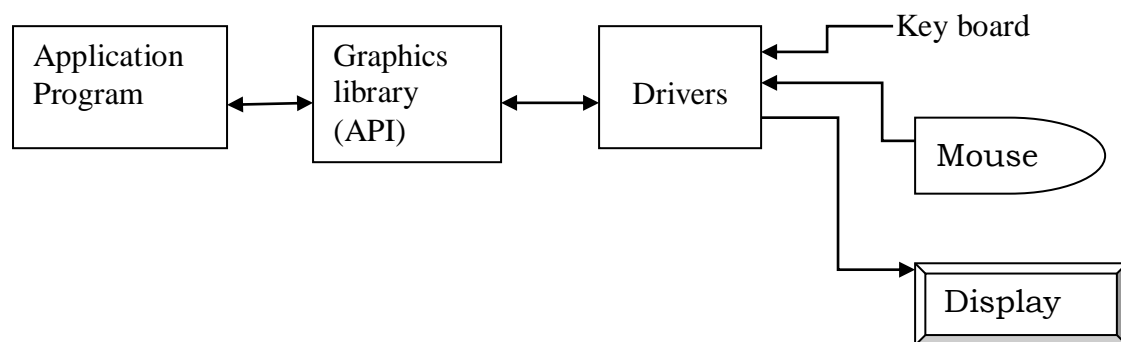 Application
Program
Graphics
library
(API)
Drivers
Key board
Mouse
Display